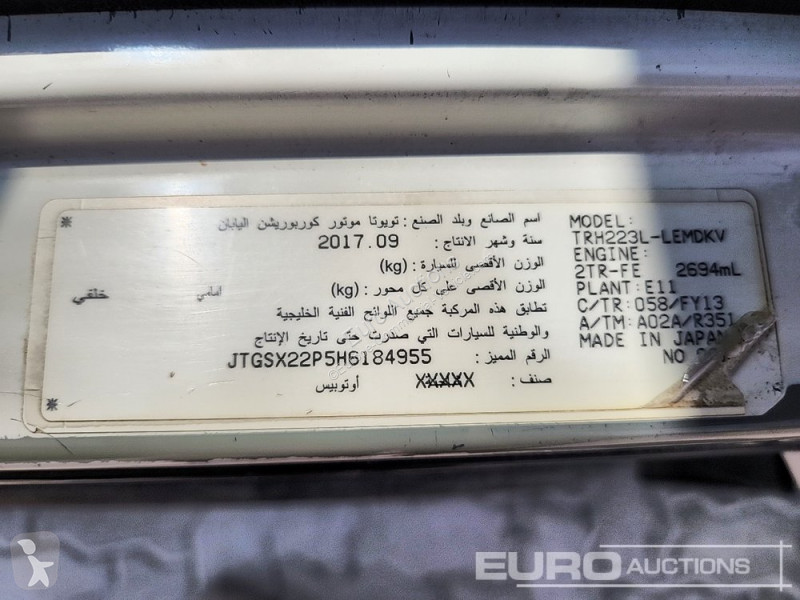 اسم الصانع وبلد الصنع : تويوتا موتور كوربوريشن اليابان
سنة وشهر الانتاج : 2017.09
الوزن الأقصى للسيارة : (kg)
الوزن الأقصى على كل محور : (kg) امامي خلفي
تطابق هذه المركبة جميع اللوائح الفنية الخليجية
والوطنية للسيارات التي صدرت حتى تاريخ الإنتاج
الرقم المميز : JTGSX22P5H6184955
صنف : XXXXX أوتوبيس
MODEL:
TRH223L-LEMDKV
ENGINE:
2TR-FE 2694mL
PLANT:E11
C/TR:058/FY13
A/TM:A02A/R351
MADE IN JAPAN
NO
EURO AUCTIONS